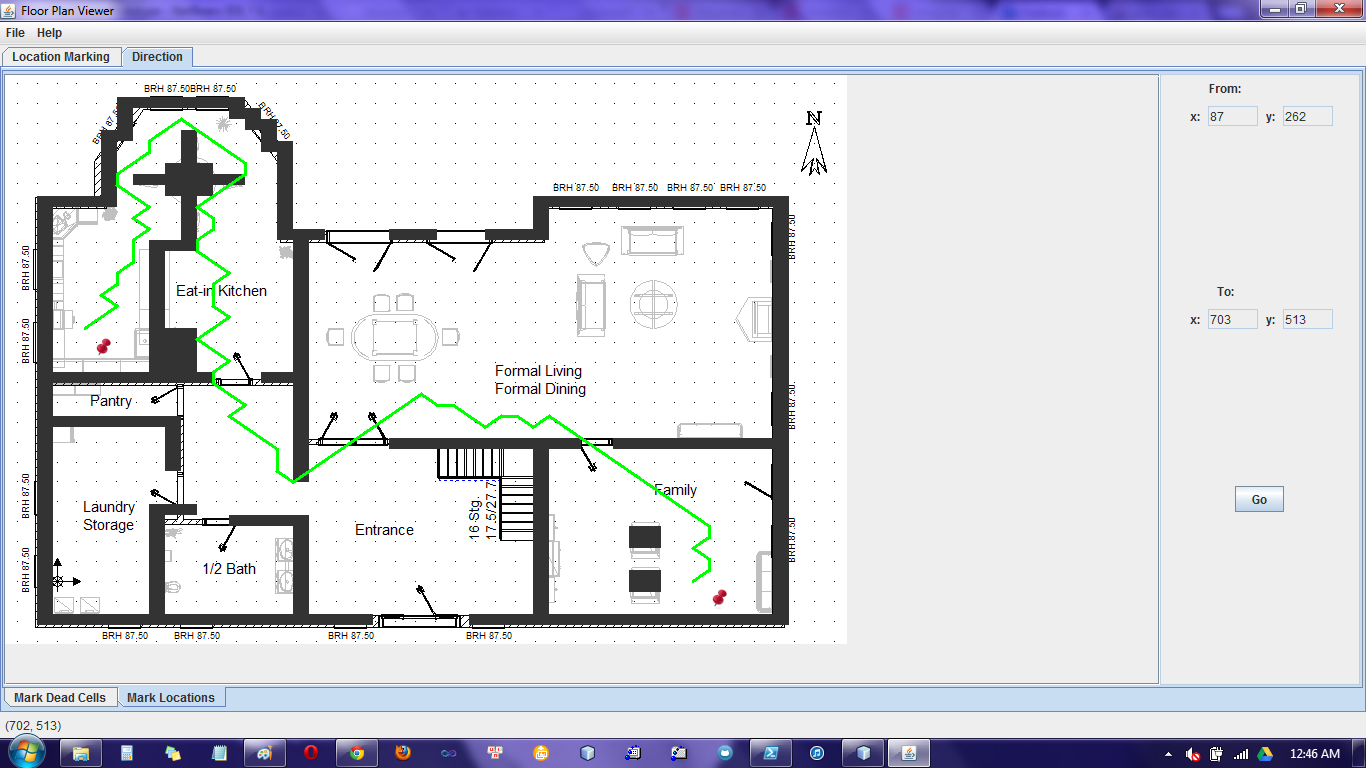 Floor Plan Viewer
File Help
Location Marking Direction
BRH 87.50BRH 87.50
BRH 87.50
BRH 87.50
N
BRH 87.50 BRH 87.50 BRH 87.50 BRH 87.50
BRH 87.50
BRH 87.50
BRH 87.50
Eat-in Kitchen
Formal Living
Formal Dining
BRH 87.50
Pantry
Laundry
Storage
BRH 87.50
BRH 87.50
1/2 Bath
Entrance
16 Stg.
17.5/27.7
Family
BRH 87.50
BRH 87.50 BRH 87.50 BRH 87.50 BRH 87.50
From:
x: 87 y: 262
To:
x: 703 y: 513
Go
Mark Dead Cells Mark Locations
(702, 513)
12:46 AM